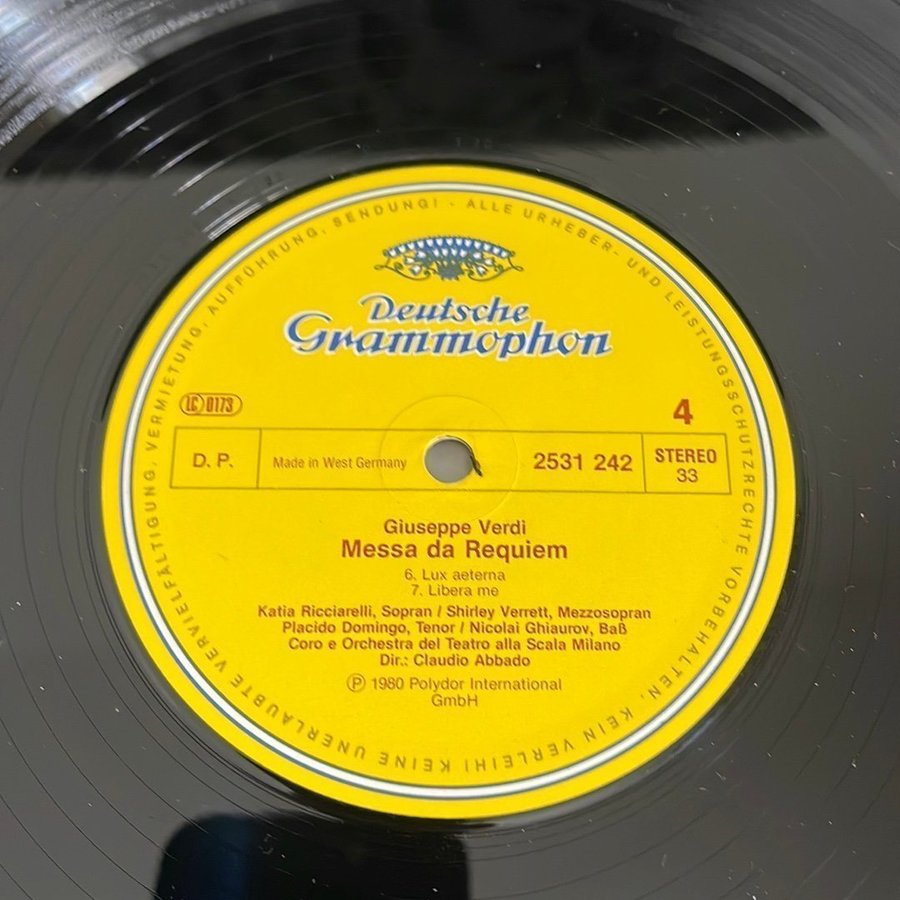 KEINE UNERLAUBTE VERVIELFÄLTIGUNG, VERMIETUNG, AUFFÜHRUNG, SENDUNG! - ALLE URHEBER- UND LEISTUNGSSCHUTZRECHTE VORBEHALTEN, KEIN VERLEIH!
Deutsche
Grammophon
LC 0173
4
D. P.
Made in West Germany
2531 242
STEREO
33
Giuseppe Verdi
Messa da Requiem
6. Lux aeterna
7. Libera me
Katia Ricciarelli, Sopran / Shirley Verrett, Mezzosopran
Placido Domingo, Tenor / Nicolai Ghiaurov, Baß
Coro e Orchestra del Teatro alla Scala Milano
Dir.: Claudio Abbado
Ⓟ 1980 Polydor International
GmbH